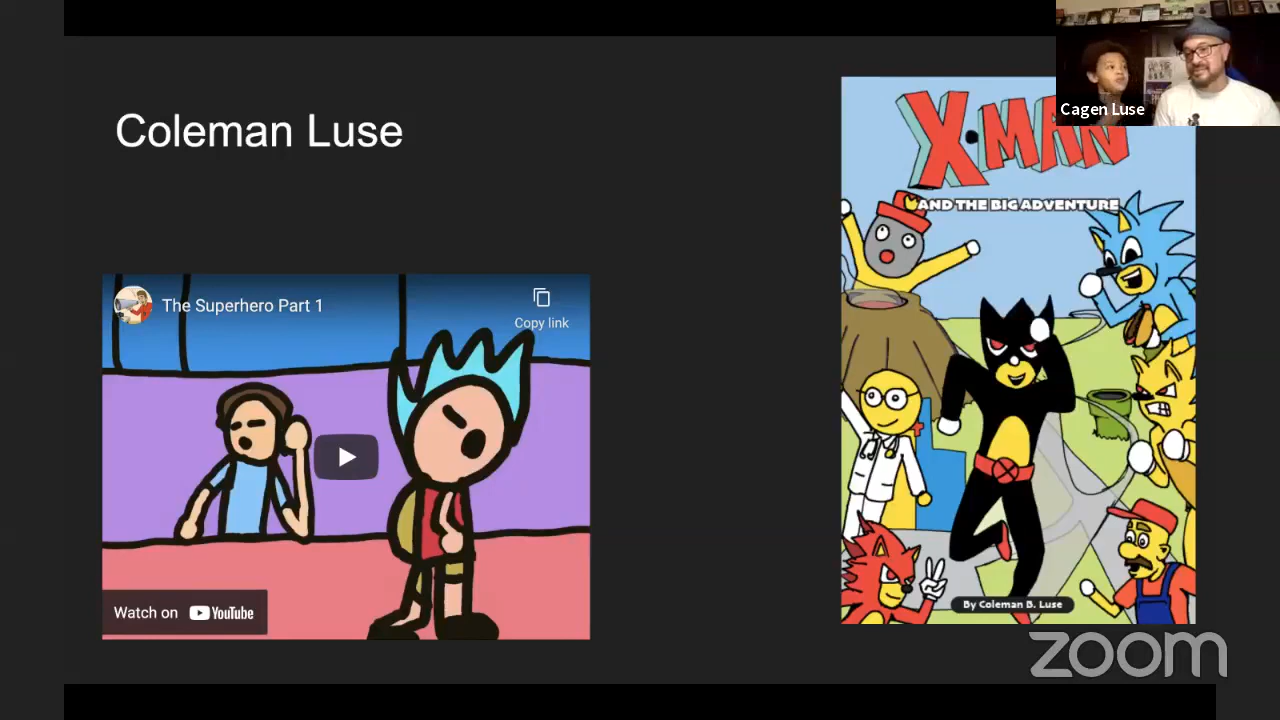 Coleman Luse
The Superhero Part 1
Copy link
Watch on YouTube
X-MAN
AND THE BIG ADVENTURE
By Coleman B. Luse
Cagen Luse
zoom